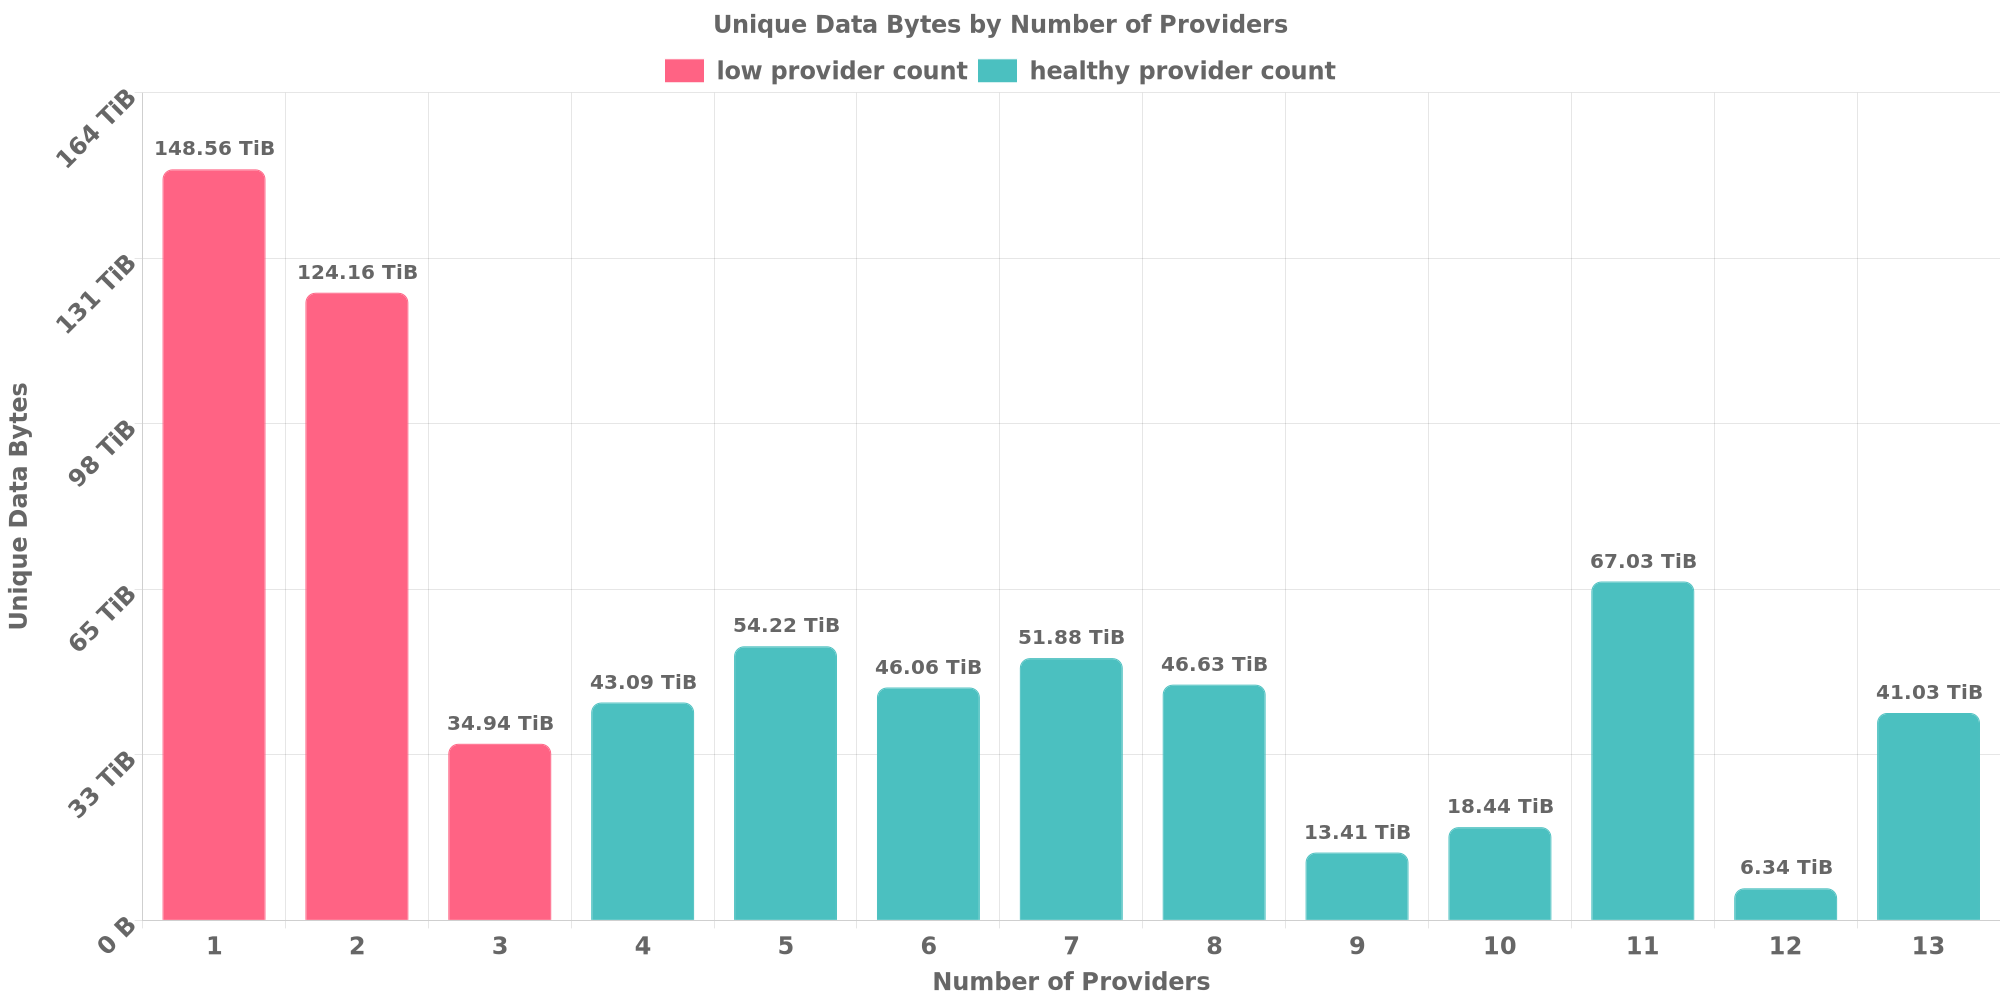 Unique Data Bytes by Number of Providers
low provider count
healthy provider count
Unique Data Bytes
164 TiB
131 TiB
98 TiB
65 TiB
33 TiB
0 B
148.56 TiB
124.16 TiB
34.94 TiB
43.09 TiB
54.22 TiB
46.06 TiB
51.88 TiB
46.63 TiB
13.41 TiB
18.44 TiB
67.03 TiB
6.34 TiB
41.03 TiB
1 2 3 4 5 6 7 8 9 10 11 12 13
Number of Providers